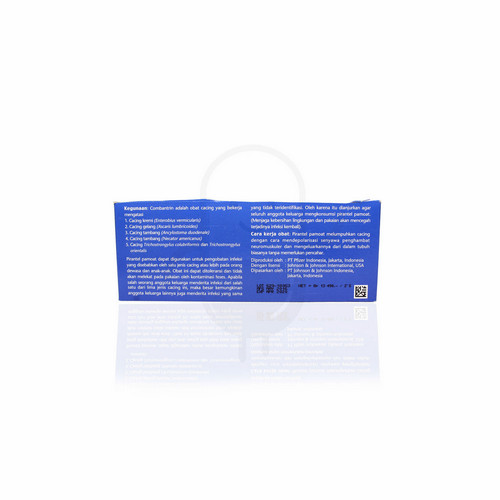 Kegunaan: Combantrin adalah obat cacing yang bekerja
mengatasi
1. Cacing kremi (Enterobius vermicularis)
2. Cacing gelang (Ascaris lumbricoides)
3. Cacing tambang (Ancylostoma duodenale)
4. Cacing tambang (Necator americanus)
5. Cacing Trichostrongylus colubriformis dan Trichostrongylus
orientalis
Pirantel pamoat dapat digunakan untuk pengobatan infeksi
yang disebabkan oleh satu jenis cacing atau lebih pada orang
dewasa dan anak-anak. Obat ini dapat ditoleransi dan tidak
akan melekat pada pakaian oleh kontaminasi feses. Apabila
salah seorang anggota keluarga menderita infeksi dari salah
satu dari lima jenis cacing ini, maka besar kemungkinan
anggota keluarga lainnya juga menderita infeksi yang sama
yang tidak teridentifikasi. Oleh karena itu dianjurkan agar
seluruh anggota keluarga mengkonsumsi pirantel pamoat.
(Menjaga kebersihan lingkungan dan pakaian akan mencegah
terjadinya infeksi kembali)
Cara kerja obat: Pirantel pamoat melumpuhkan cacing
dengan cara mendepolarisasi senyawa penghambat
neuromuskuler dan mengeluarkannya dari dalam tubuh
biasanya tanpa memerlukan pencahar.
Diproduksi oleh : PT Pfizer Indonesia, Jakarta, Indonesia
Dengan lisensi : Johnson & Johnson International, USA
Dipasarkan oleh : PT Johnson & Johnson Indonesia,
Jakarta, Indonesia